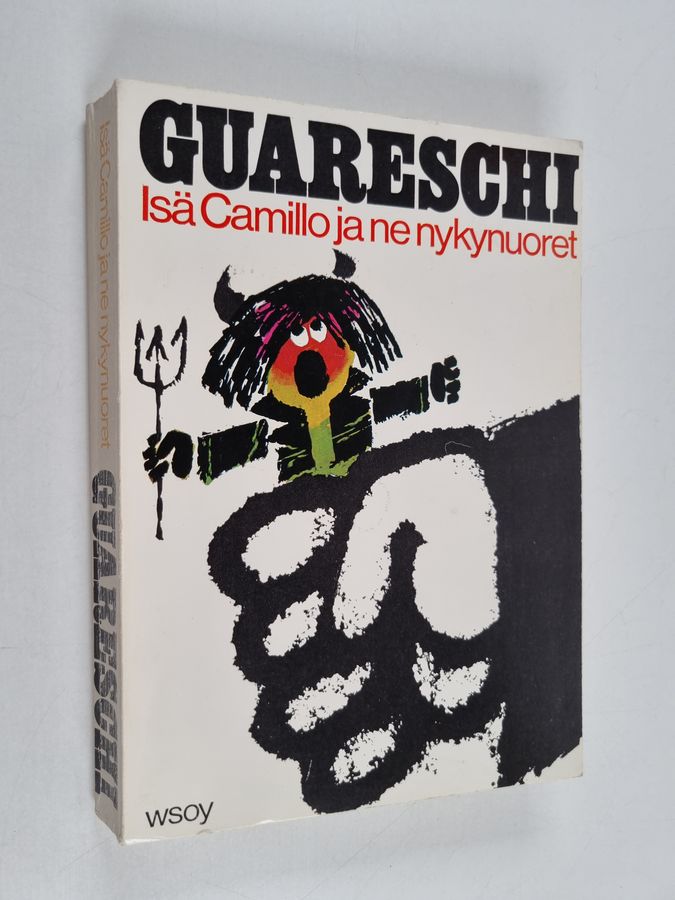 GUARESCHI
Isä Camillo ja ne nykynuoret
wsoy
Isä Camillo ja ne nykynuoret
GUARESCHI